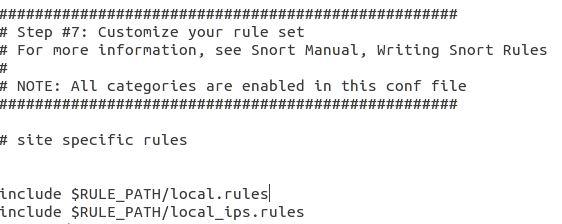 ###################################################
# Step #7: Customize your rule set
# For more information, see Snort Manual, Writing Snort Rules
#
# NOTE: All categories are enabled in this conf file
###################################################
# site specific rules
include $RULE_PATH/local.rules
include $RULE_PATH/local_ips.rules